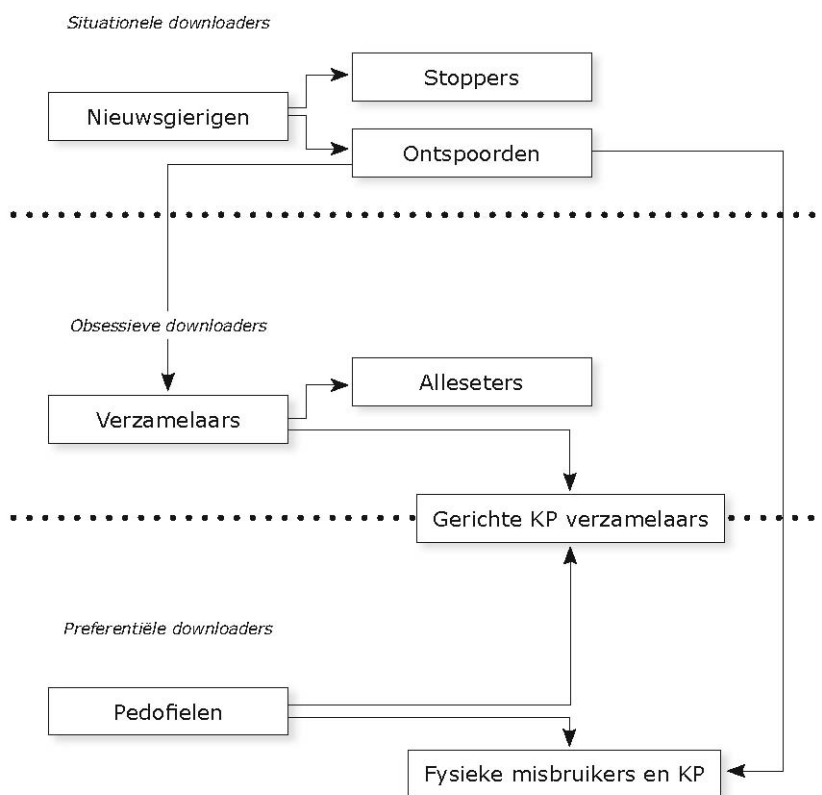 Situationele downloaders
Stoppers
Nieuwsgierigen
Ontspoorden
Obsessieve downloaders
Alleseters
Verzamelaars
Gerichte KP verzamelaars
Preferentiële downloaders
Pedofielen
Fysieke misbruikers en KP